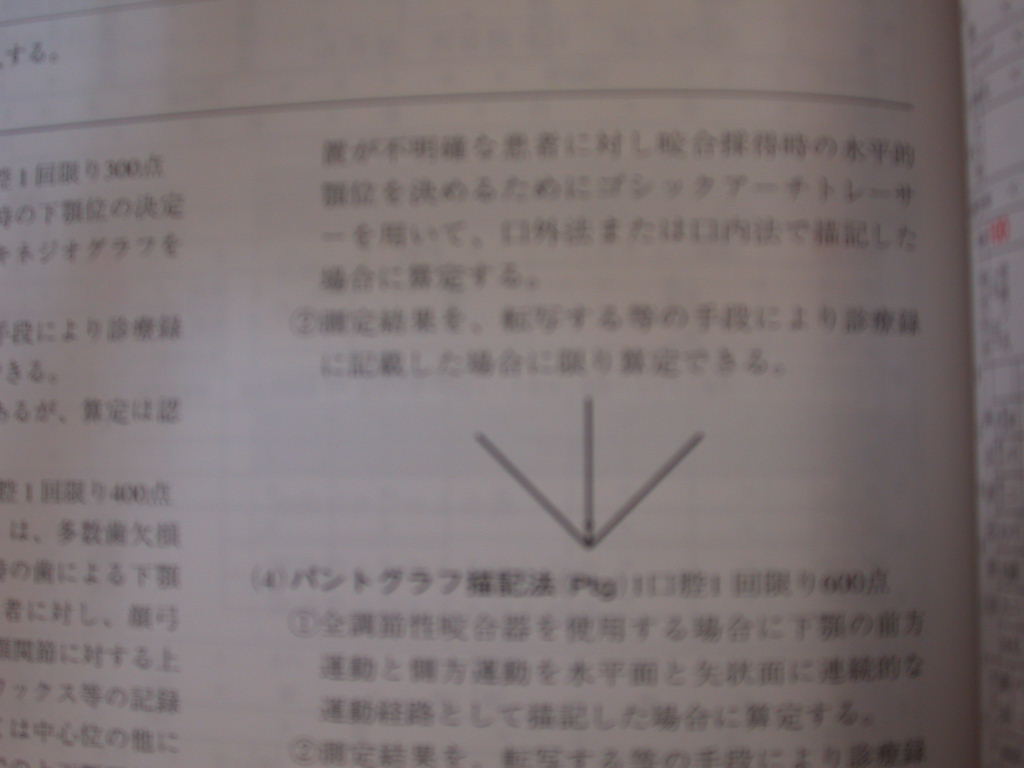 する。
腔1回限り300点
時の下顎位の決定
キネジオグラフを
手段により診療録
できる。
あるが、算定は認
腔1回限り400点
は、多数歯欠損
の歯による下顎
者に対し、顔弓
顎関節に対する上
ワックス等の記録
は中心位の他に
置が不明確な患者に対し咬合採得時の水平的
顎位を決めるためにゴシックアーチトレーサ
ーを用いて、口外法または口内法で描記した
場合に算定する。
②測定結果を、転写する等の手段により診療録
に記載した場合に限り算定できる。
(4)パントグラフ描記法(Ptg)1口腔1回限り600点
①全調節性咬合器を使用する場合に下顎の前方
運動と側方運動を水平面と矢状面に連続的な
運動経路として描記した場合に算定する。
②測定結果を、転写する等の手段により診療録